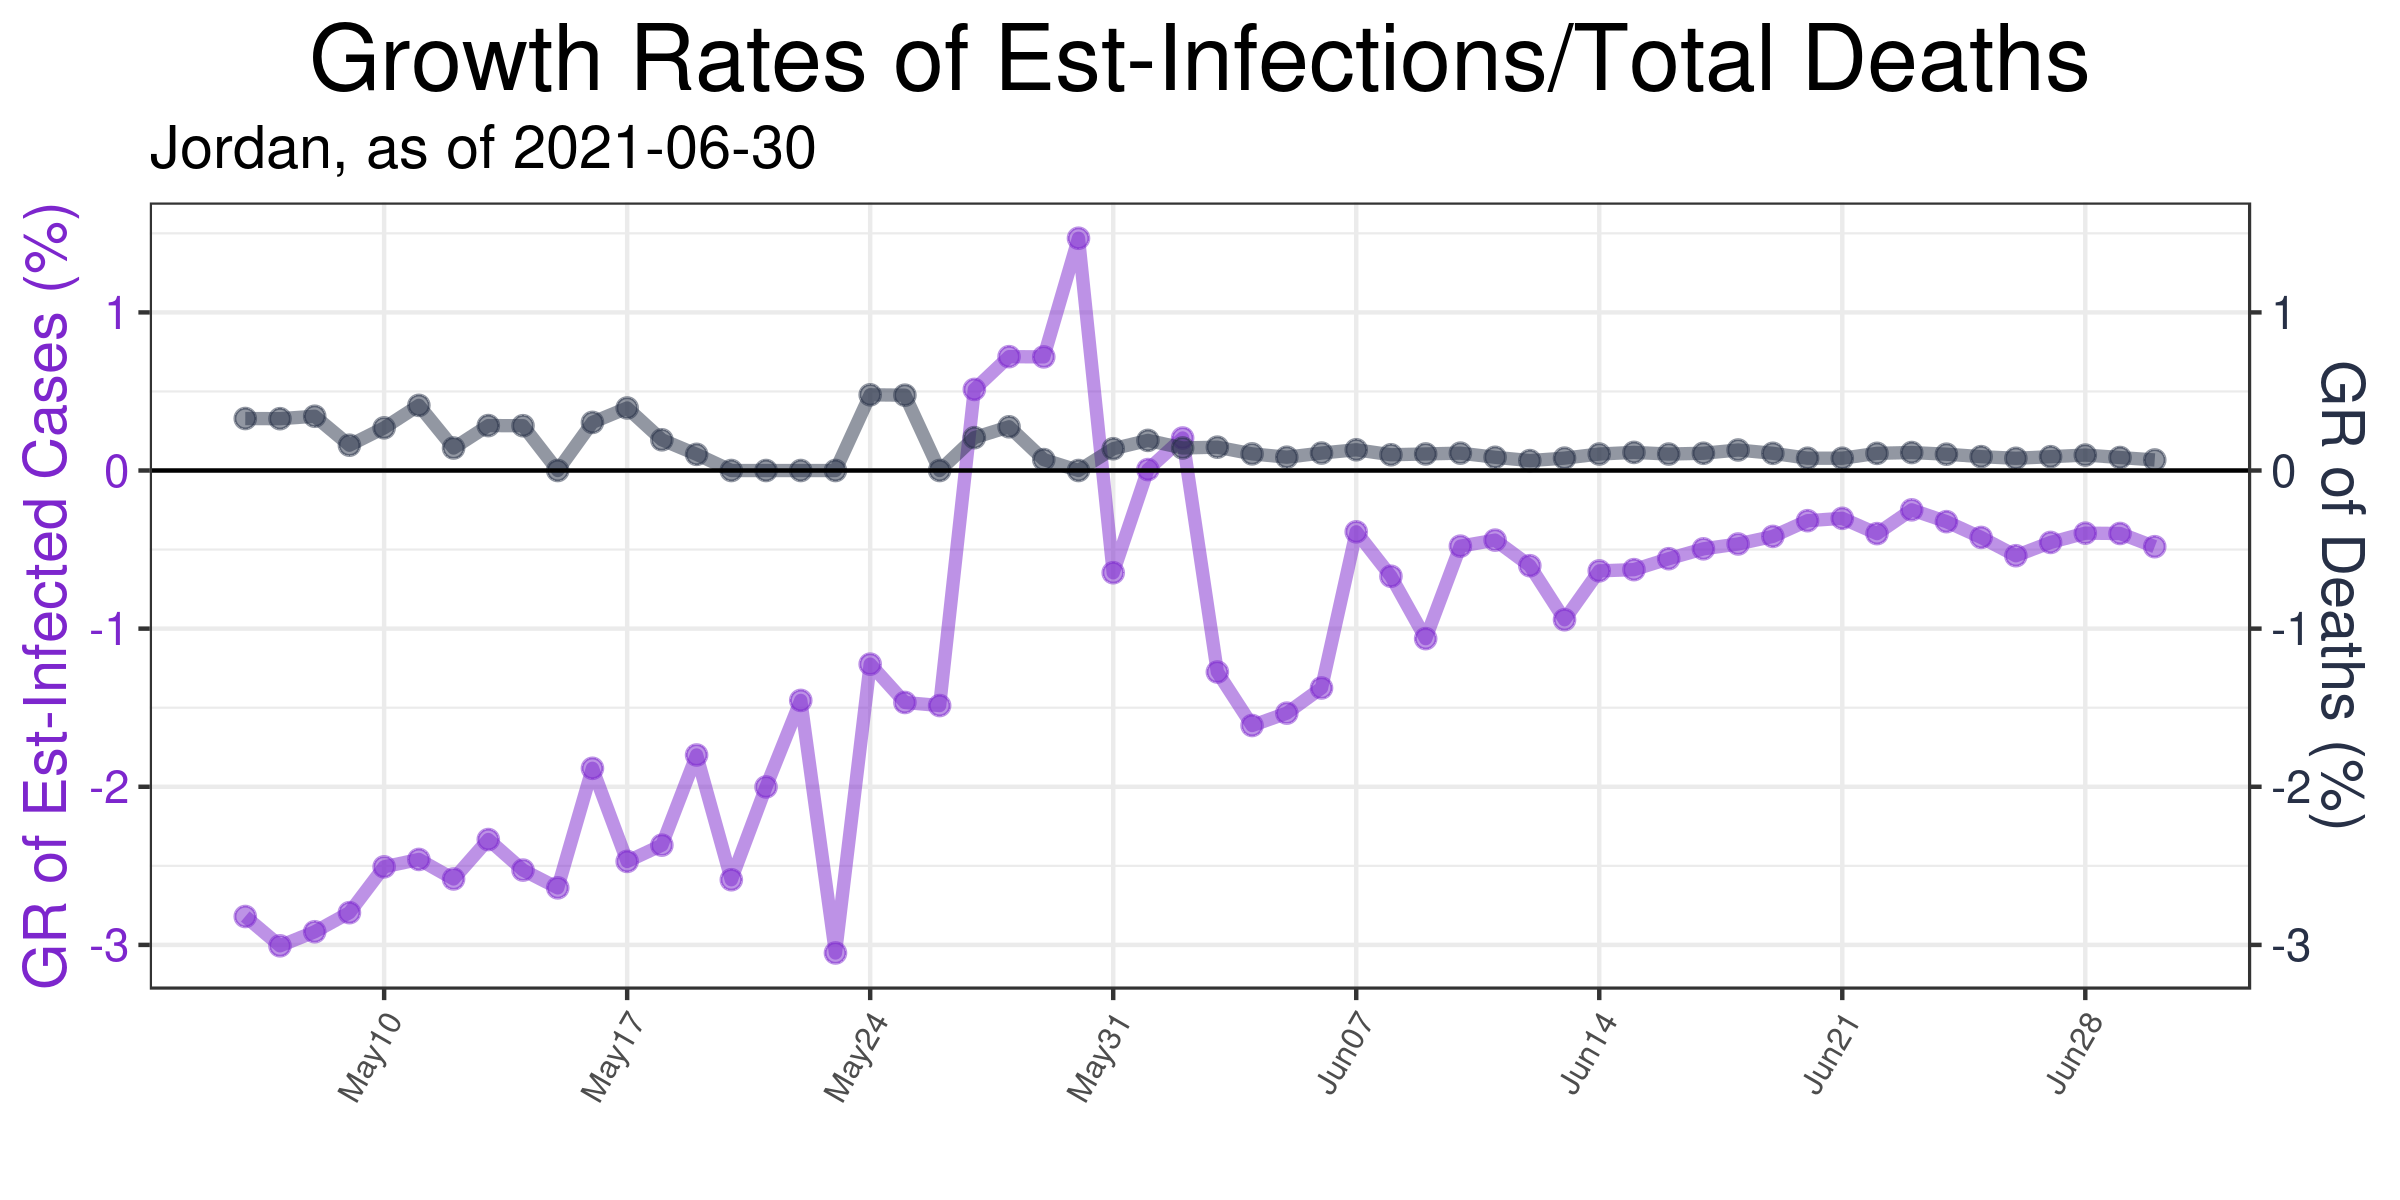 Growth Rates of Est-Infections/Total Deaths
Jordan, as of 2021-06-30
GR of Est-Infected Cases (%)
1
0
-1
-2
-3
1
0
-1
-2
-3
GR of Deaths (%)
May10
May17
May24
May31
Jun07
Jun14
Jun21
Jun28